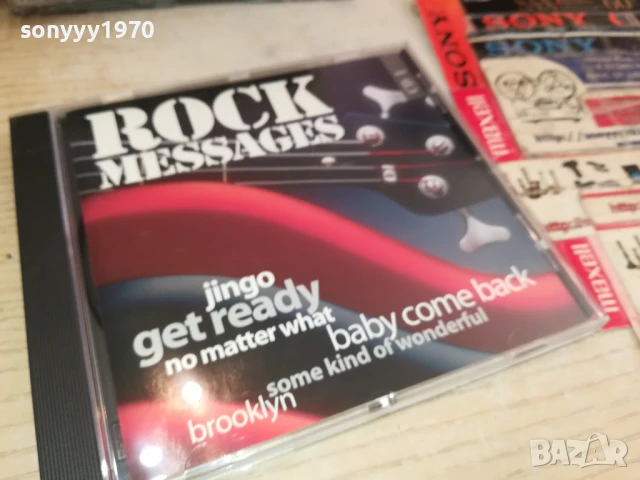 sonyyy1970
ROCK
MESSAGES
jingo
get ready
no matter what
baby come back
some kind of wonderful
brooklyn
SONY
SONY
SONY
maxell
maxell
BAZAR
.bg